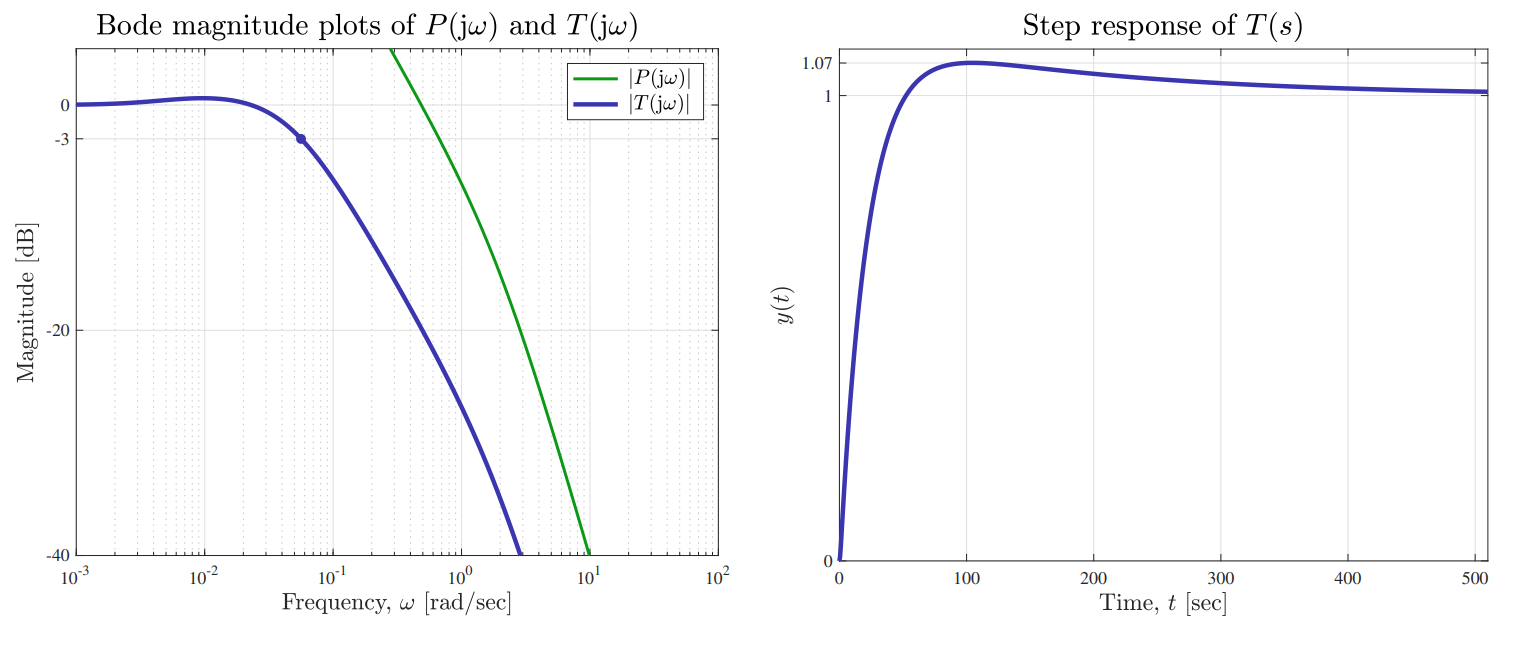 Bode magnitude plots of P(jω) and T(jω)
|P(jω)|
|T(jω)|
0
-3
-20
-40
Magnitude [dB]
10^-3
10^-2
10^-1
10^0
10^1
10^2
Frequency, ω [rad/sec]
Step response of T(s)
1.07
1
0
y(t)
0
100
200
300
400
500
Time, t [sec]